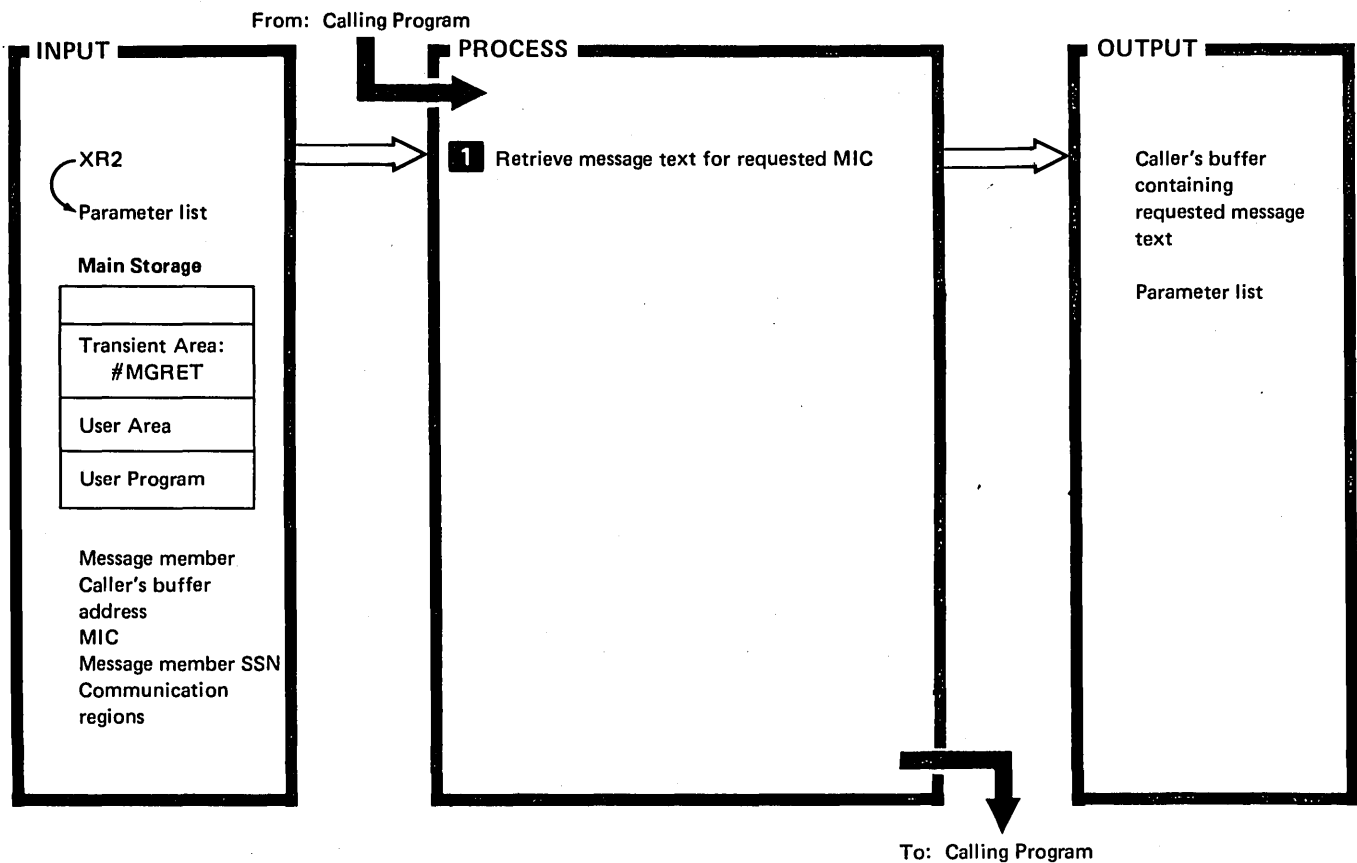 From: Calling Program
INPUT
PROCESS
OUTPUT
XR2
Parameter list
Main Storage
Transient Area:
#MGRET
User Area
User Program
Message member
Caller's buffer
address
MIC
Message member SSN
Communication
regions
1 Retrieve message text for requested MIC
Caller's buffer
containing
requested message
text
Parameter list
To: Calling Program